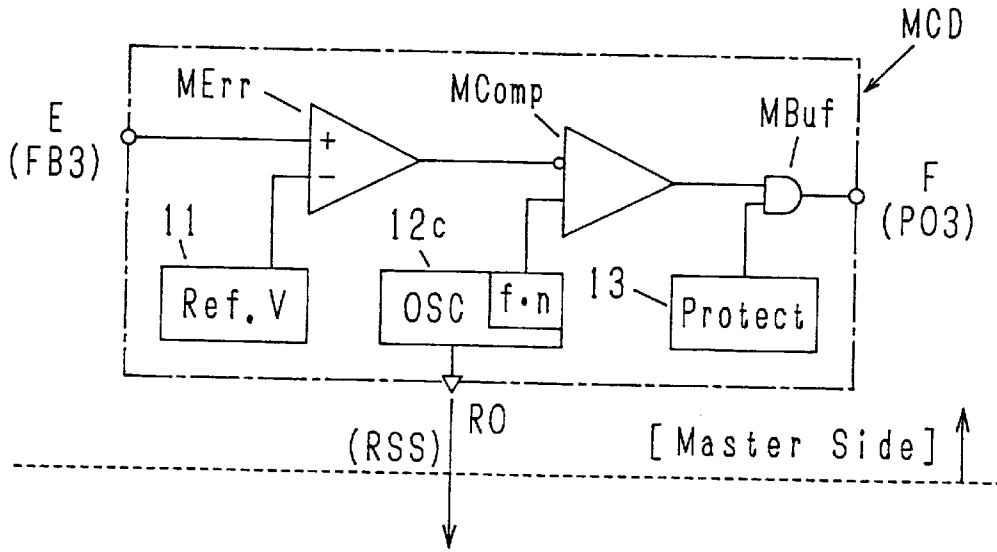 MCD
MErr
MComp
MBuf
E
(FB3)
+
−
F
(PO3)
11
12c
13
Ref. V
OSC
f·n
Protect
RO
(RSS)
[Master Side]